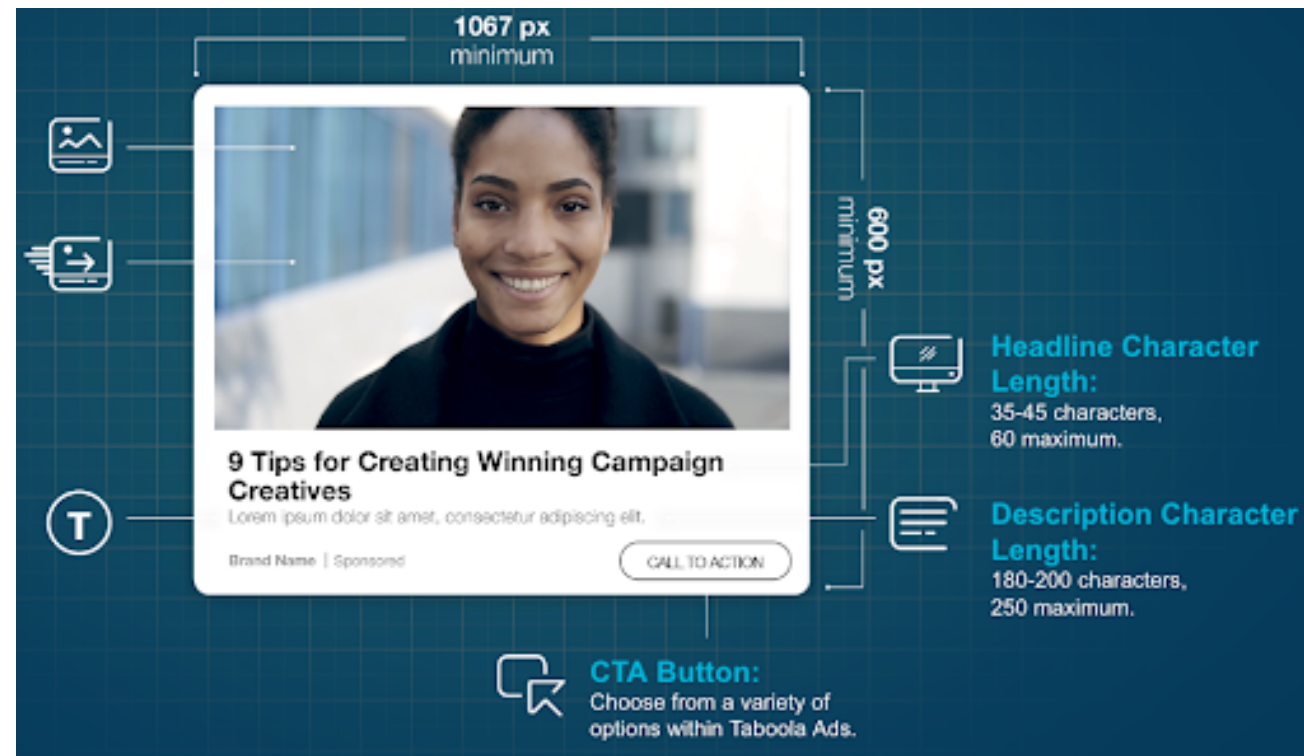 1067 px
minimum
600 px
minimum
9 Tips for Creating Winning Campaign
Creatives
Lorem ipsum dolor sit amet, consectetur adipiscing elit.
Brand Name | Sponsored
CALL TO ACTION
T
Headline Character
Length:
35-45 characters,
60 maximum.
Description Character
Length:
180-200 characters,
250 maximum.
CTA Button:
Choose from a variety of
options within Taboola Ads.